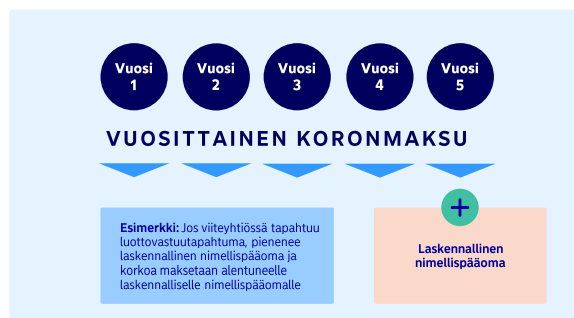 Vuosi
1
Vuosi
2
Vuosi
3
Vuosi
4
Vuosi
5
VUOSITTAINEN KORONMAKSU
Esimerkki: Jos viiteyhtiössä tapahtuu
luottovastuutapahtuma, pienenee
laskennallinen nimellispääoma ja
korkoa maksetaan alentuneelle
laskennalliselle nimellispääomalle
+
Laskennallinen
nimellispääoma